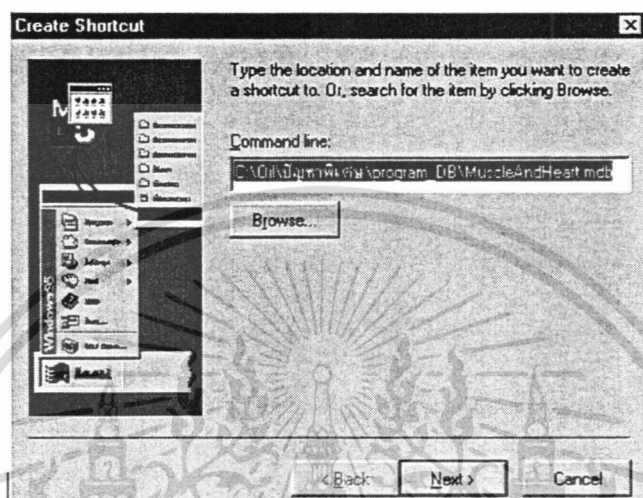 Create Shortcut
Type the location and name of the item you want to create
a shortcut to. Or, search for the item by clicking Browse.
Command line:
C:\Oil\ปัญหาพิเศษ\program_DB\MuscleAndHeart.mdb
Browse...
Windows95
< Back
Next >
Cancel